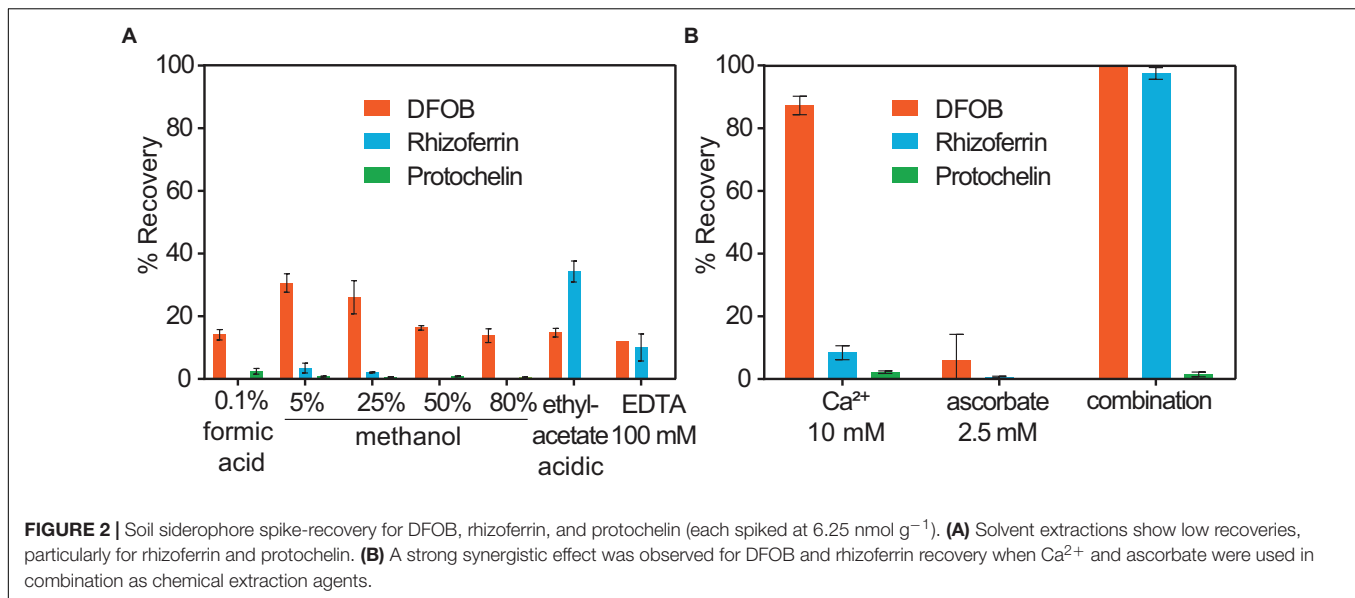 A
% Recovery
100
80
60
40
20
0
DFOB
Rhizoferrin
Protochelin
0.1% formic acid
5% 25% 50% 80%
methanol
ethyl-acetate acidic
EDTA 100 mM
B
% Recovery
100
80
60
40
20
0
DFOB
Rhizoferrin
Protochelin
Ca²⁺ 10 mM
ascorbate 2.5 mM
combination
FIGURE 2 | Soil siderophore spike-recovery for DFOB, rhizoferrin, and protochelin (each spiked at 6.25 nmol g⁻¹). (A) Solvent extractions show low recoveries,
particularly for rhizoferrin and protochelin. (B) A strong synergistic effect was observed for DFOB and rhizoferrin recovery when Ca²⁺ and ascorbate were used in
combination as chemical extraction agents.